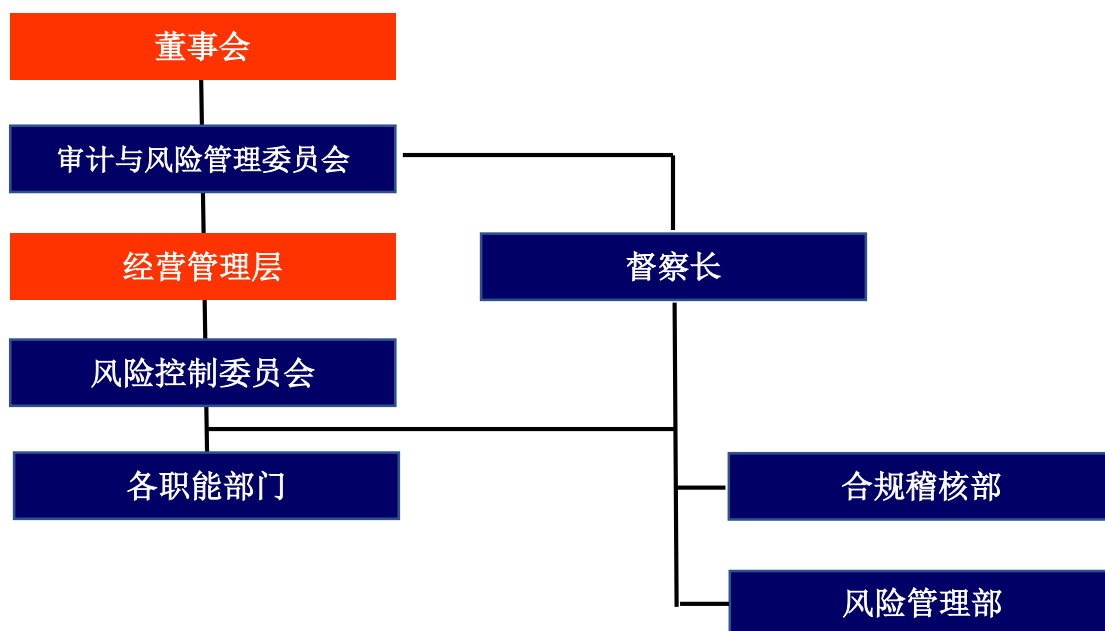 董事会
审计与风险管理委员会
经营管理层
督察长
风险控制委员会
各职能部门
合规稽核部
风险管理部